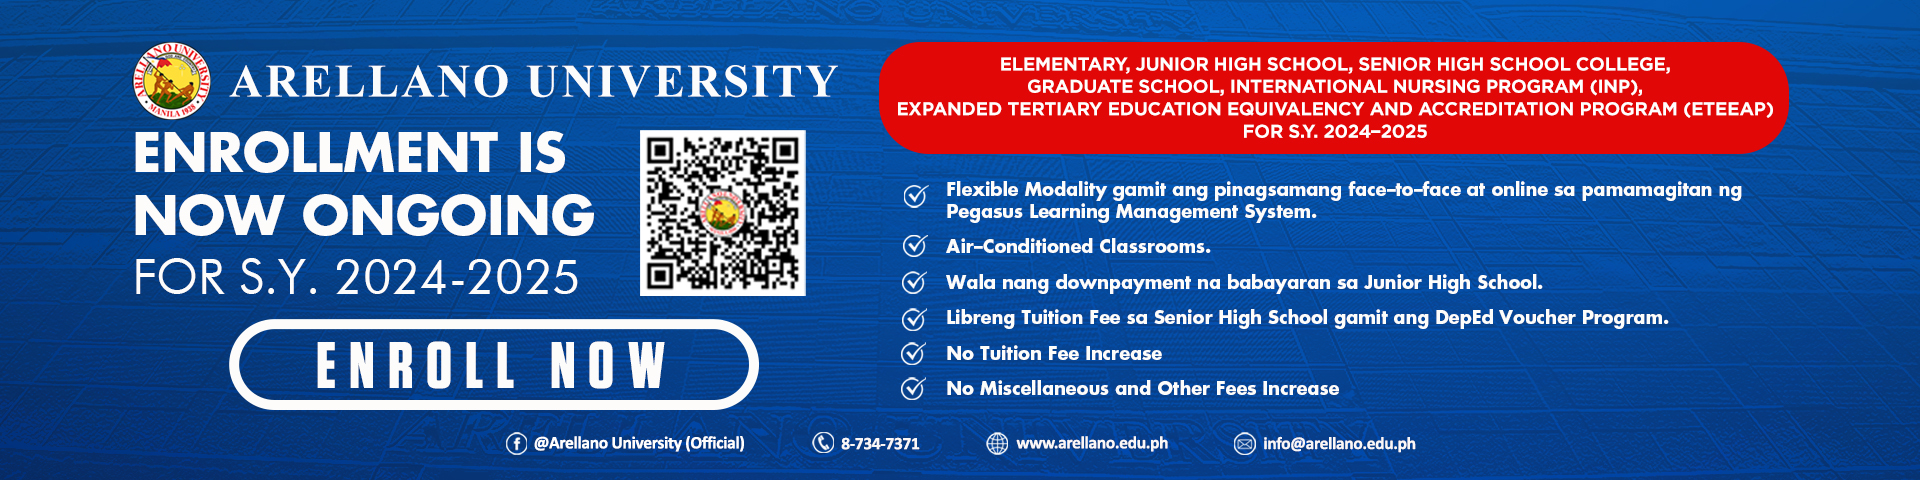 ARELLANO UNIVERSITY
MANILA 1938
ARELLANO UNIVERSITY
ENROLLMENT IS
NOW ONGOING
FOR S.Y. 2024-2025
ENROLL NOW
ELEMENTARY, JUNIOR HIGH SCHOOL, SENIOR HIGH SCHOOL COLLEGE,
GRADUATE SCHOOL, INTERNATIONAL NURSING PROGRAM (INP),
EXPANDED TERTIARY EDUCATION EQUIVALENCY AND ACCREDITATION PROGRAM (ETEEAP)
FOR S.Y. 2024–2025
Flexible Modality gamit ang pinagsamang face–to–face at online sa pamamagitan ng
Pegasus Learning Management System.
Air–Conditioned Classrooms.
Wala nang downpayment na babayaran sa Junior High School.
Libreng Tuition Fee sa Senior High School gamit ang DepEd Voucher Program.
No Tuition Fee Increase
No Miscellaneous and Other Fees Increase
@Arellano University (Official)
8-734-7371
www.arellano.edu.ph
info@arellano.edu.ph